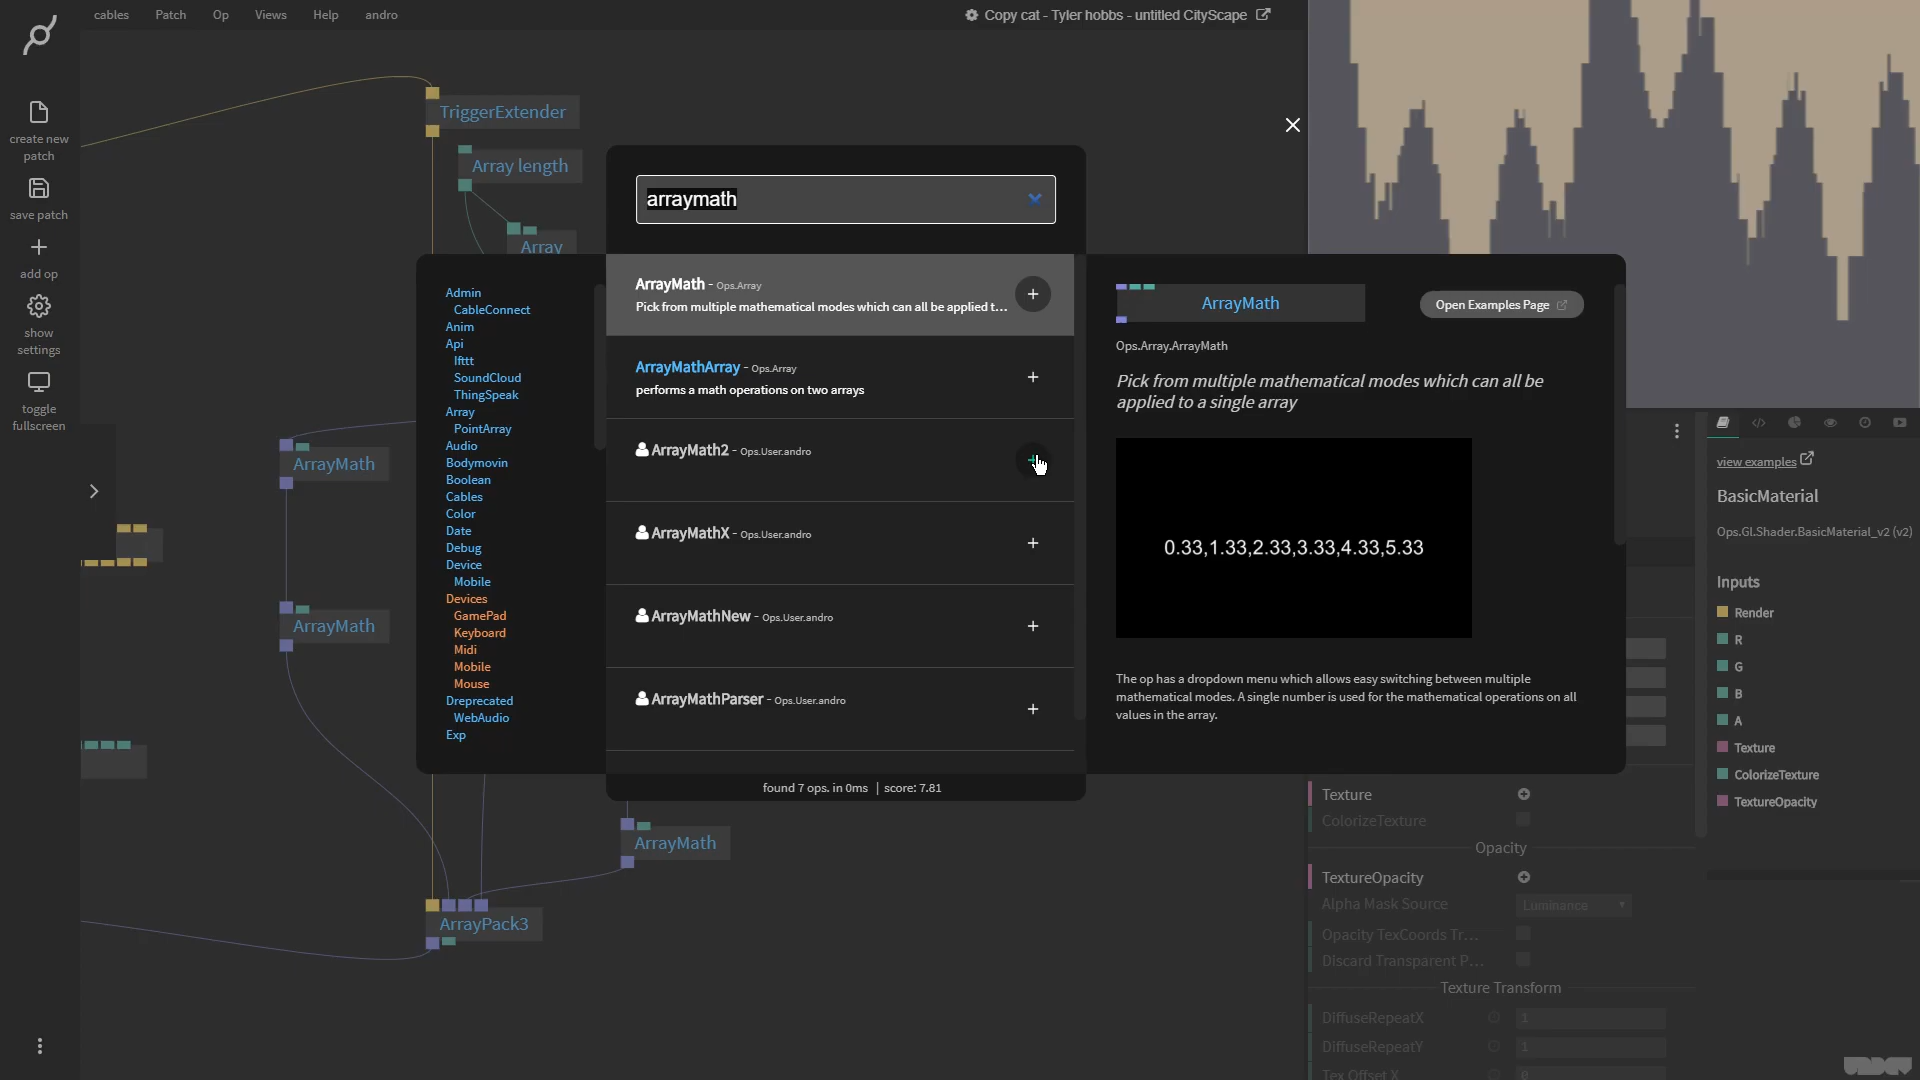 cables Patch Op Views Help andro
Copy cat - Tyler hobbs - untitled CityScape
create new
patch
save patch
add op
show
settings
toggle
fullscreen
TriggerExtender
Array length
Array
ArrayMath
ArrayMath
ArrayMath
ArrayPack3
arraymath
Admin
CableConnect
Anim
Api
Ifttt
SoundCloud
ThingSpeak
Array
PointArray
Audio
Bodymovin
Boolean
Cables
Color
Date
Debug
Device
Mobile
Devices
GamePad
Keyboard
Midi
Mobile
Mouse
Dreprecated
WebAudio
Exp
ArrayMath - Ops.Array
Pick from multiple mathematical modes which can all be applied t...
ArrayMathArray - Ops.Array
performs a math operations on two arrays
ArrayMath2 - Ops.User.andro
ArrayMathX - Ops.User.andro
ArrayMathNew - Ops.User.andro
ArrayMathParser - Ops.User.andro
found 7 ops. in 0ms | score: 7.81
ArrayMath
Open Examples Page
Ops.Array.ArrayMath
Pick from multiple mathematical modes which can all be
applied to a single array
0.33,1.33,2.33,3.33,4.33,5.33
The op has a dropdown menu which allows easy switching between multiple
mathematical modes. A single number is used for the mathematical operations on all
values in the array.
view examples
BasicMaterial
Ops.Gl.Shader.BasicMaterial_v2 (v2)
Inputs
Render
R
G
B
A
Texture
ColorizeTexture
TextureOpacity
Texture
ColorizeTexture
Opacity
TextureOpacity
Alpha Mask Source Luminance
Opacity TexCoords Tr...
Discard Transparent P...
Texture Transform
DiffuseRepeatX 1
DiffuseRepeatY 1
Tex Offset X 0